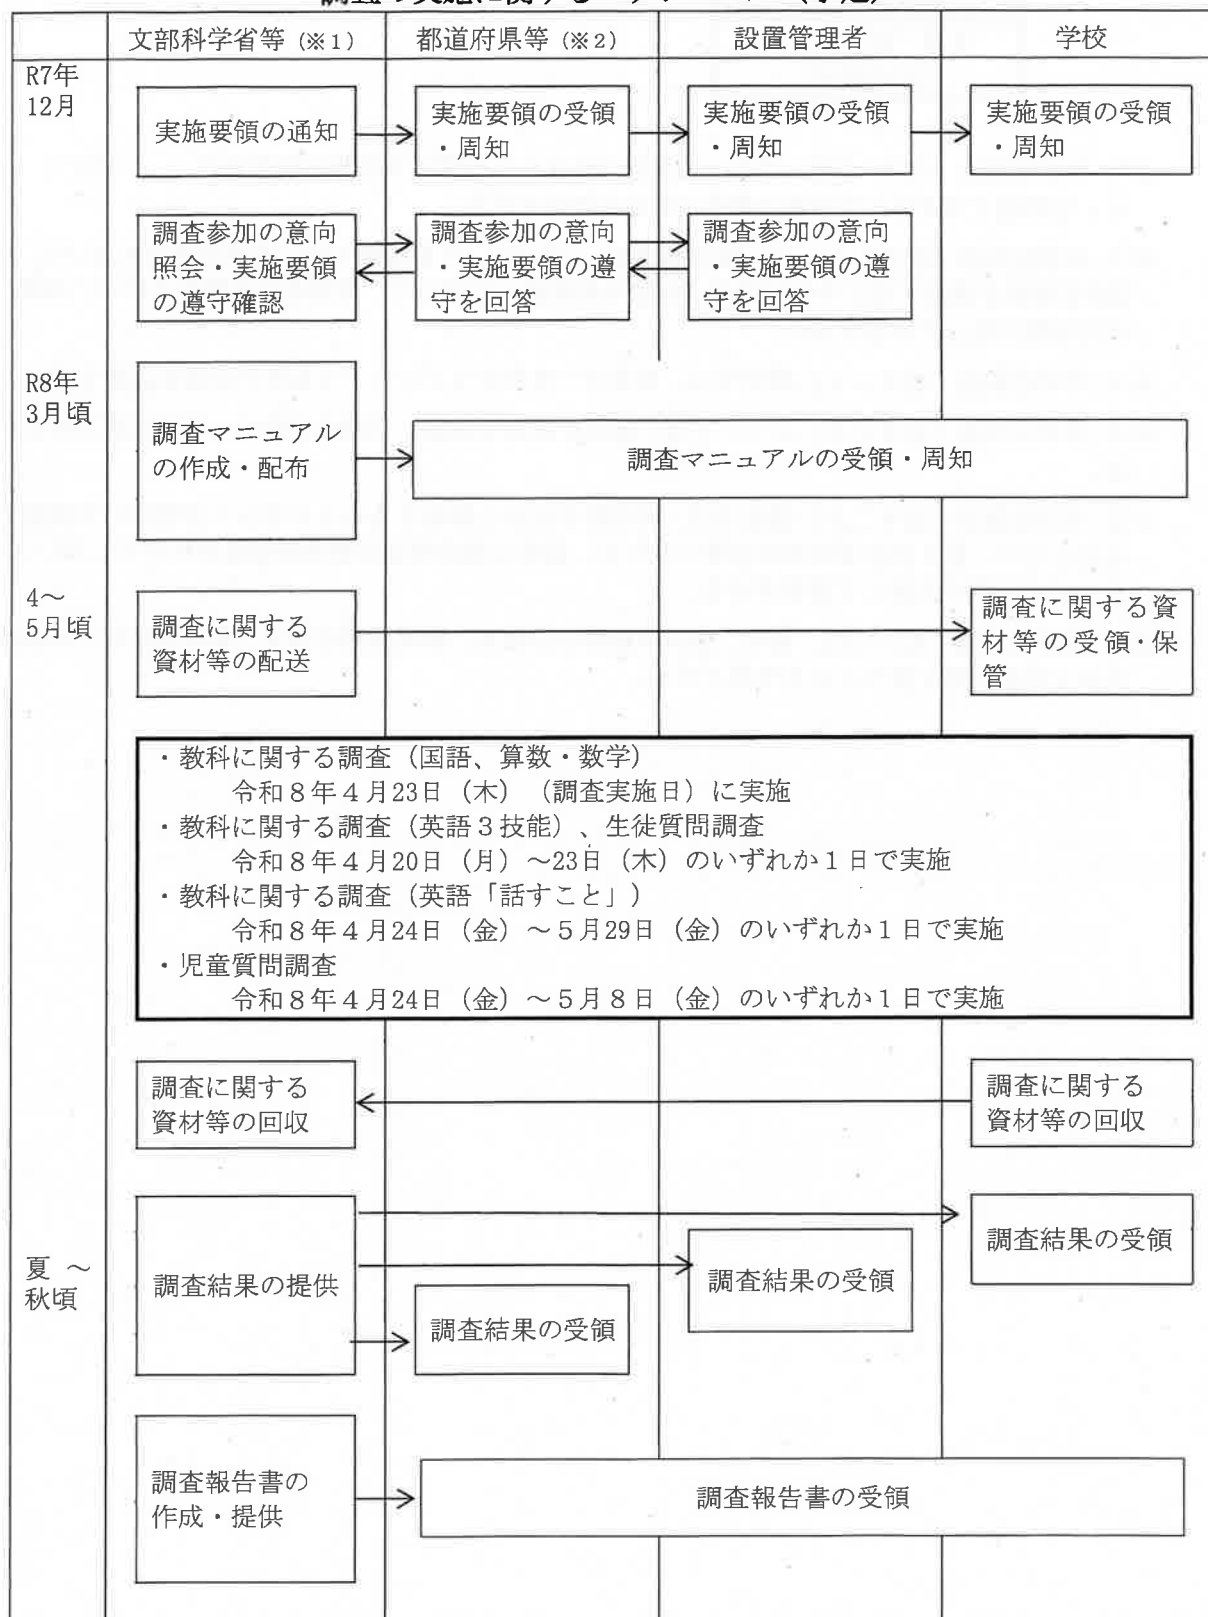 文部科学省等（※１）
都道府県等（※２）
設置管理者
学校
R7年
12月
実施要領の通知
実施要領の受領
・周知
実施要領の受領
・周知
実施要領の受領
・周知
調査参加の意向
照会・実施要領
の遵守確認
調査参加の意向
・実施要領の遵
守を回答
調査参加の意向
・実施要領の遵
守を回答
R8年
3月頃
調査マニュアル
の作成・配布
調査マニュアルの受領・周知
4～
5月頃
調査に関する
資材等の配送
調査に関する資
材等の受領・保
管
・教科に関する調査（国語、算数・数学）
令和８年４月23日（木）（調査実施日）に実施
・教科に関する調査（英語３技能）、生徒質問調査
令和８年４月20日（月）～23日（木）のいずれか１日で実施
・教科に関する調査（英語「話すこと」）
令和８年４月24日（金）～５月29日（金）のいずれか１日で実施
・児童質問調査
令和８年４月24日（金）～５月８日（金）のいずれか１日で実施
調査に関する
資材等の回収
調査に関する
資材等の回収
夏 ～
秋頃
調査結果の提供
調査結果の受領
調査結果の受領
調査結果の受領
調査報告書の
作成・提供
調査報告書の受領